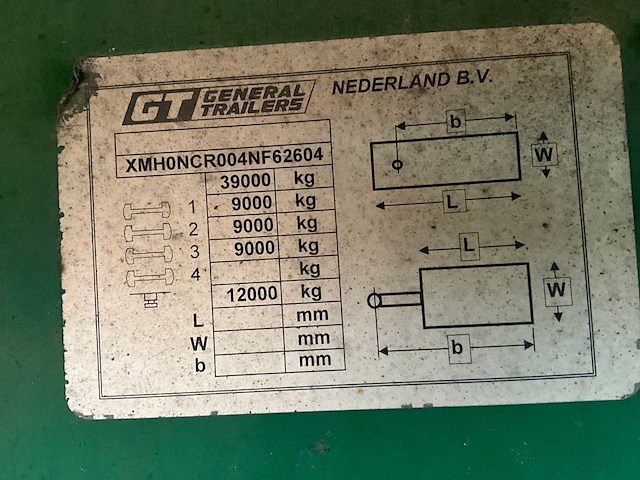 GT GENERAL TRAILERS NEDERLAND B.V.
XMH0NCR004NF62604
39000 kg
1 9000 kg
2 9000 kg
3 9000 kg
4 kg
12000 kg
L mm
W mm
b mm
b
W
L
L
W
b